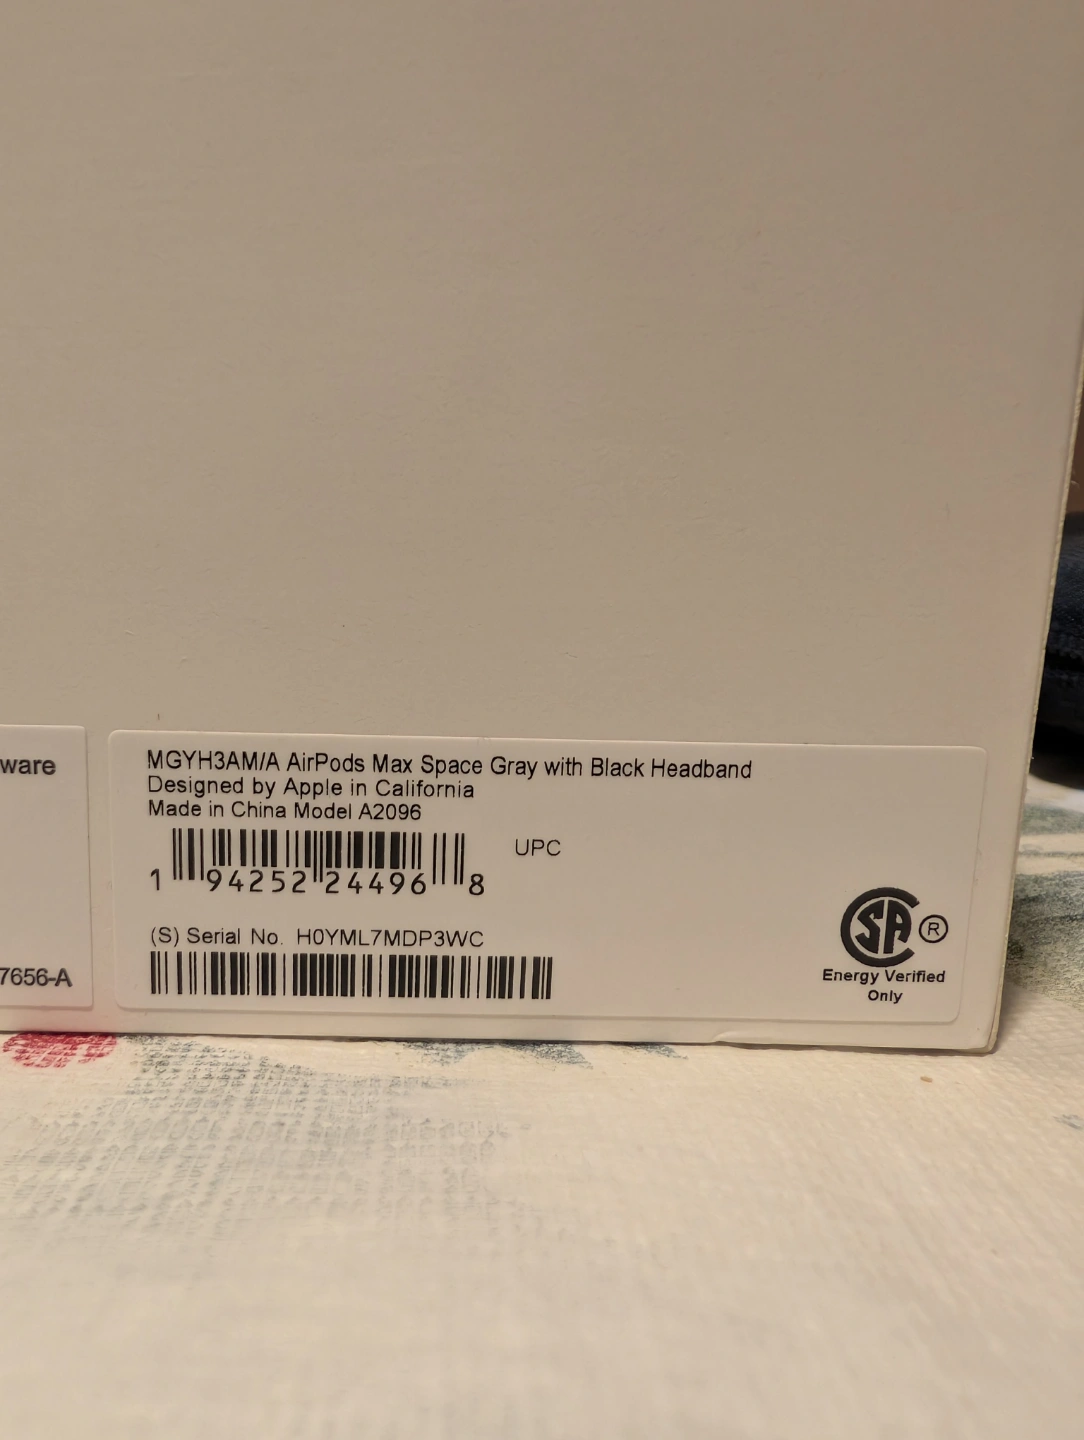 ware
7656-A
MGYH3AM/A AirPods Max Space Gray with Black Headband
Designed by Apple in California
Made in China Model A2096
UPC
1 94252 24496 8
(S) Serial No. H0YML7MDP3WC
SA ®
Energy Verified
Only